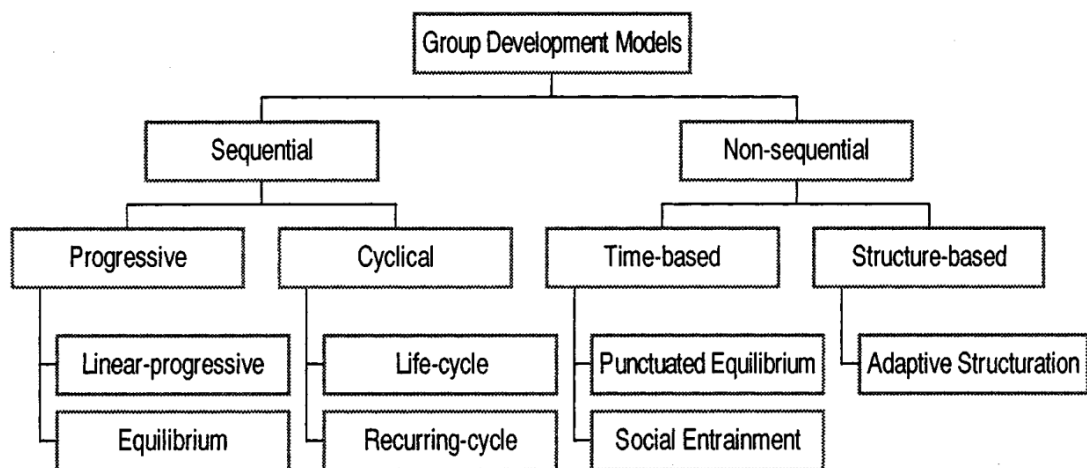 Group Development Models
Sequential
Non-sequential
Progressive
Cyclical
Time-based
Structure-based
Linear-progressive
Life-cycle
Punctuated Equilibrium
Adaptive Structuration
Equilibrium
Recurring-cycle
Social Entrainment